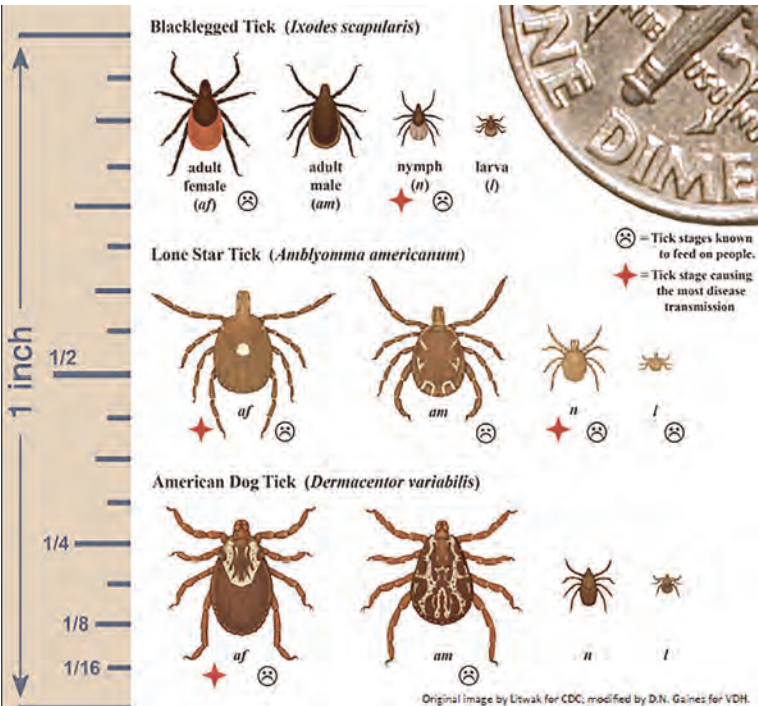 Blacklegged Tick (Ixodes scapularis)
ONE DIME
adult
female
(af)
adult
male
(am)
nymph
(n)
larva
(l)
= Tick stages known
to feed on people.
= Tick stage causing
the most disease
transmission
Lone Star Tick (Amblyomma americanum)
af
am
n
l
1 inch
1/2
1/4
1/8
1/16
American Dog Tick (Dermacentor variabilis)
af
am
n
l
Original image by Litwak for CDC; modified by D.N. Gaines for VDH.